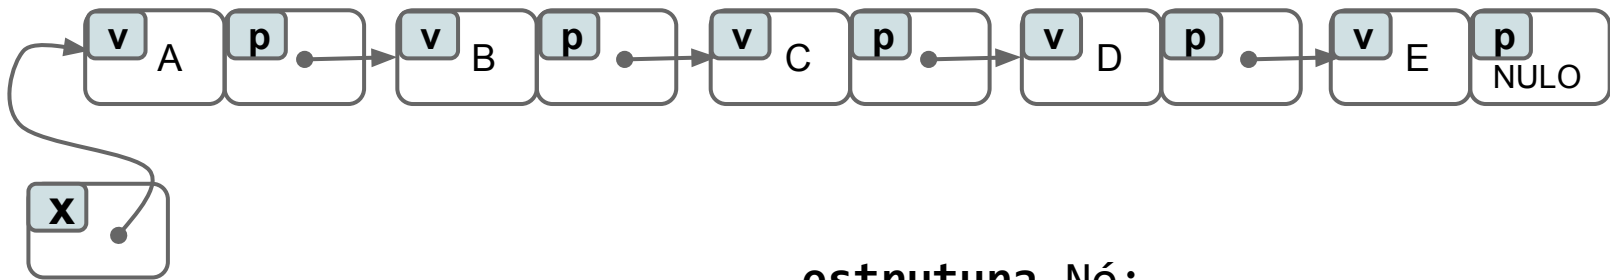 v A p v B p v C p v D p v E p NULO
x
estrutura Nó: